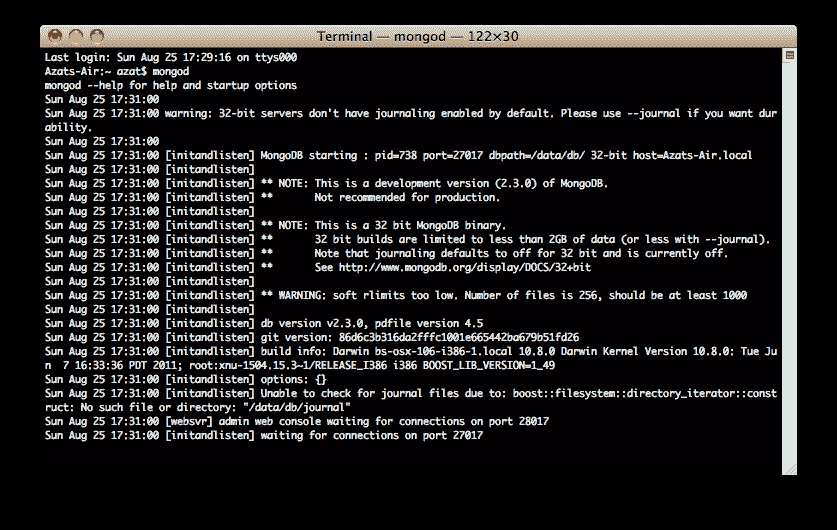 Terminal — mongod — 122×30
Last login: Sun Aug 25 17:29:16 on ttys000
Azats-Air:~ azat$ mongod
mongod --help for help and startup options
Sun Aug 25 17:31:00
Sun Aug 25 17:31:00 warning: 32-bit servers don't have journaling enabled by default. Please use --journal if you want dur
ability.
Sun Aug 25 17:31:00
Sun Aug 25 17:31:00 [initandlisten] MongoDB starting : pid=738 port=27017 dbpath=/data/db/ 32-bit host=Azats-Air.local
Sun Aug 25 17:31:00 [initandlisten]
Sun Aug 25 17:31:00 [initandlisten] ** NOTE: This is a development version (2.3.0) of MongoDB.
Sun Aug 25 17:31:00 [initandlisten] **       Not recommended for production.
Sun Aug 25 17:31:00 [initandlisten]
Sun Aug 25 17:31:00 [initandlisten] ** NOTE: This is a 32 bit MongoDB binary.
Sun Aug 25 17:31:00 [initandlisten] **       32 bit builds are limited to less than 2GB of data (or less with --journal).
Sun Aug 25 17:31:00 [initandlisten] **       Note that journaling defaults to off for 32 bit and is currently off.
Sun Aug 25 17:31:00 [initandlisten] **       See http://www.mongodb.org/display/DOCS/32+bit
Sun Aug 25 17:31:00 [initandlisten]
Sun Aug 25 17:31:00 [initandlisten] ** WARNING: soft rlimits too low. Number of files is 256, should be at least 1000
Sun Aug 25 17:31:00 [initandlisten]
Sun Aug 25 17:31:00 [initandlisten] db version v2.3.0, pdfile version 4.5
Sun Aug 25 17:31:00 [initandlisten] git version: 86d6c3b316da2fffc1001e665442ba679b51fd26
Sun Aug 25 17:31:00 [initandlisten] build info: Darwin bs-osx-106-i386-1.local 10.8.0 Darwin Kernel Version 10.8.0: Tue Ju
n  7 16:33:36 PDT 2011; root:xnu-1504.15.3~1/RELEASE_I386 i386 BOOST_LIB_VERSION=1_49
Sun Aug 25 17:31:00 [initandlisten] options: {}
Sun Aug 25 17:31:00 [initandlisten] Unable to check for journal files due to: boost::filesystem::directory_iterator::const
ruct: No such file or directory: "/data/db/journal"
Sun Aug 25 17:31:00 [websvr] admin web console waiting for connections on port 28017
Sun Aug 25 17:31:00 [initandlisten] waiting for connections on port 27017